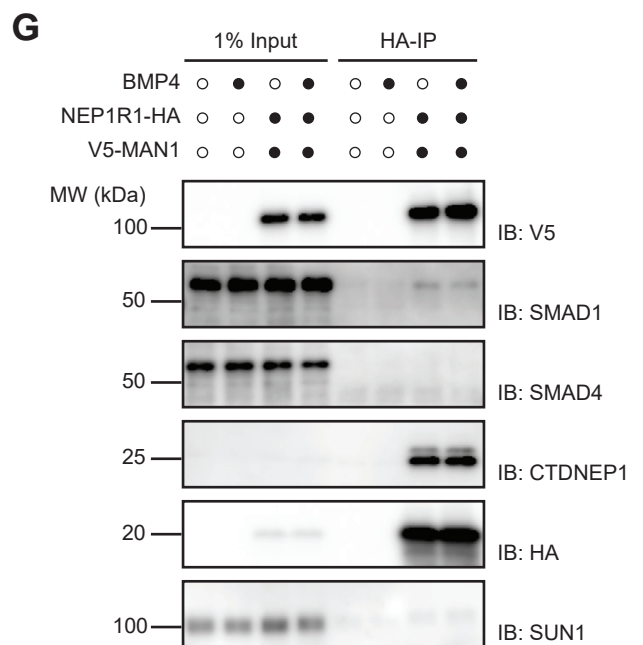 G
1% Input HA-IP
BMP4
NEP1R1-HA
V5-MAN1
MW (kDa)
100 IB: V5
50 IB: SMAD1
50 IB: SMAD4
25 IB: CTDNEP1
20 IB: HA
100 IB: SUN1